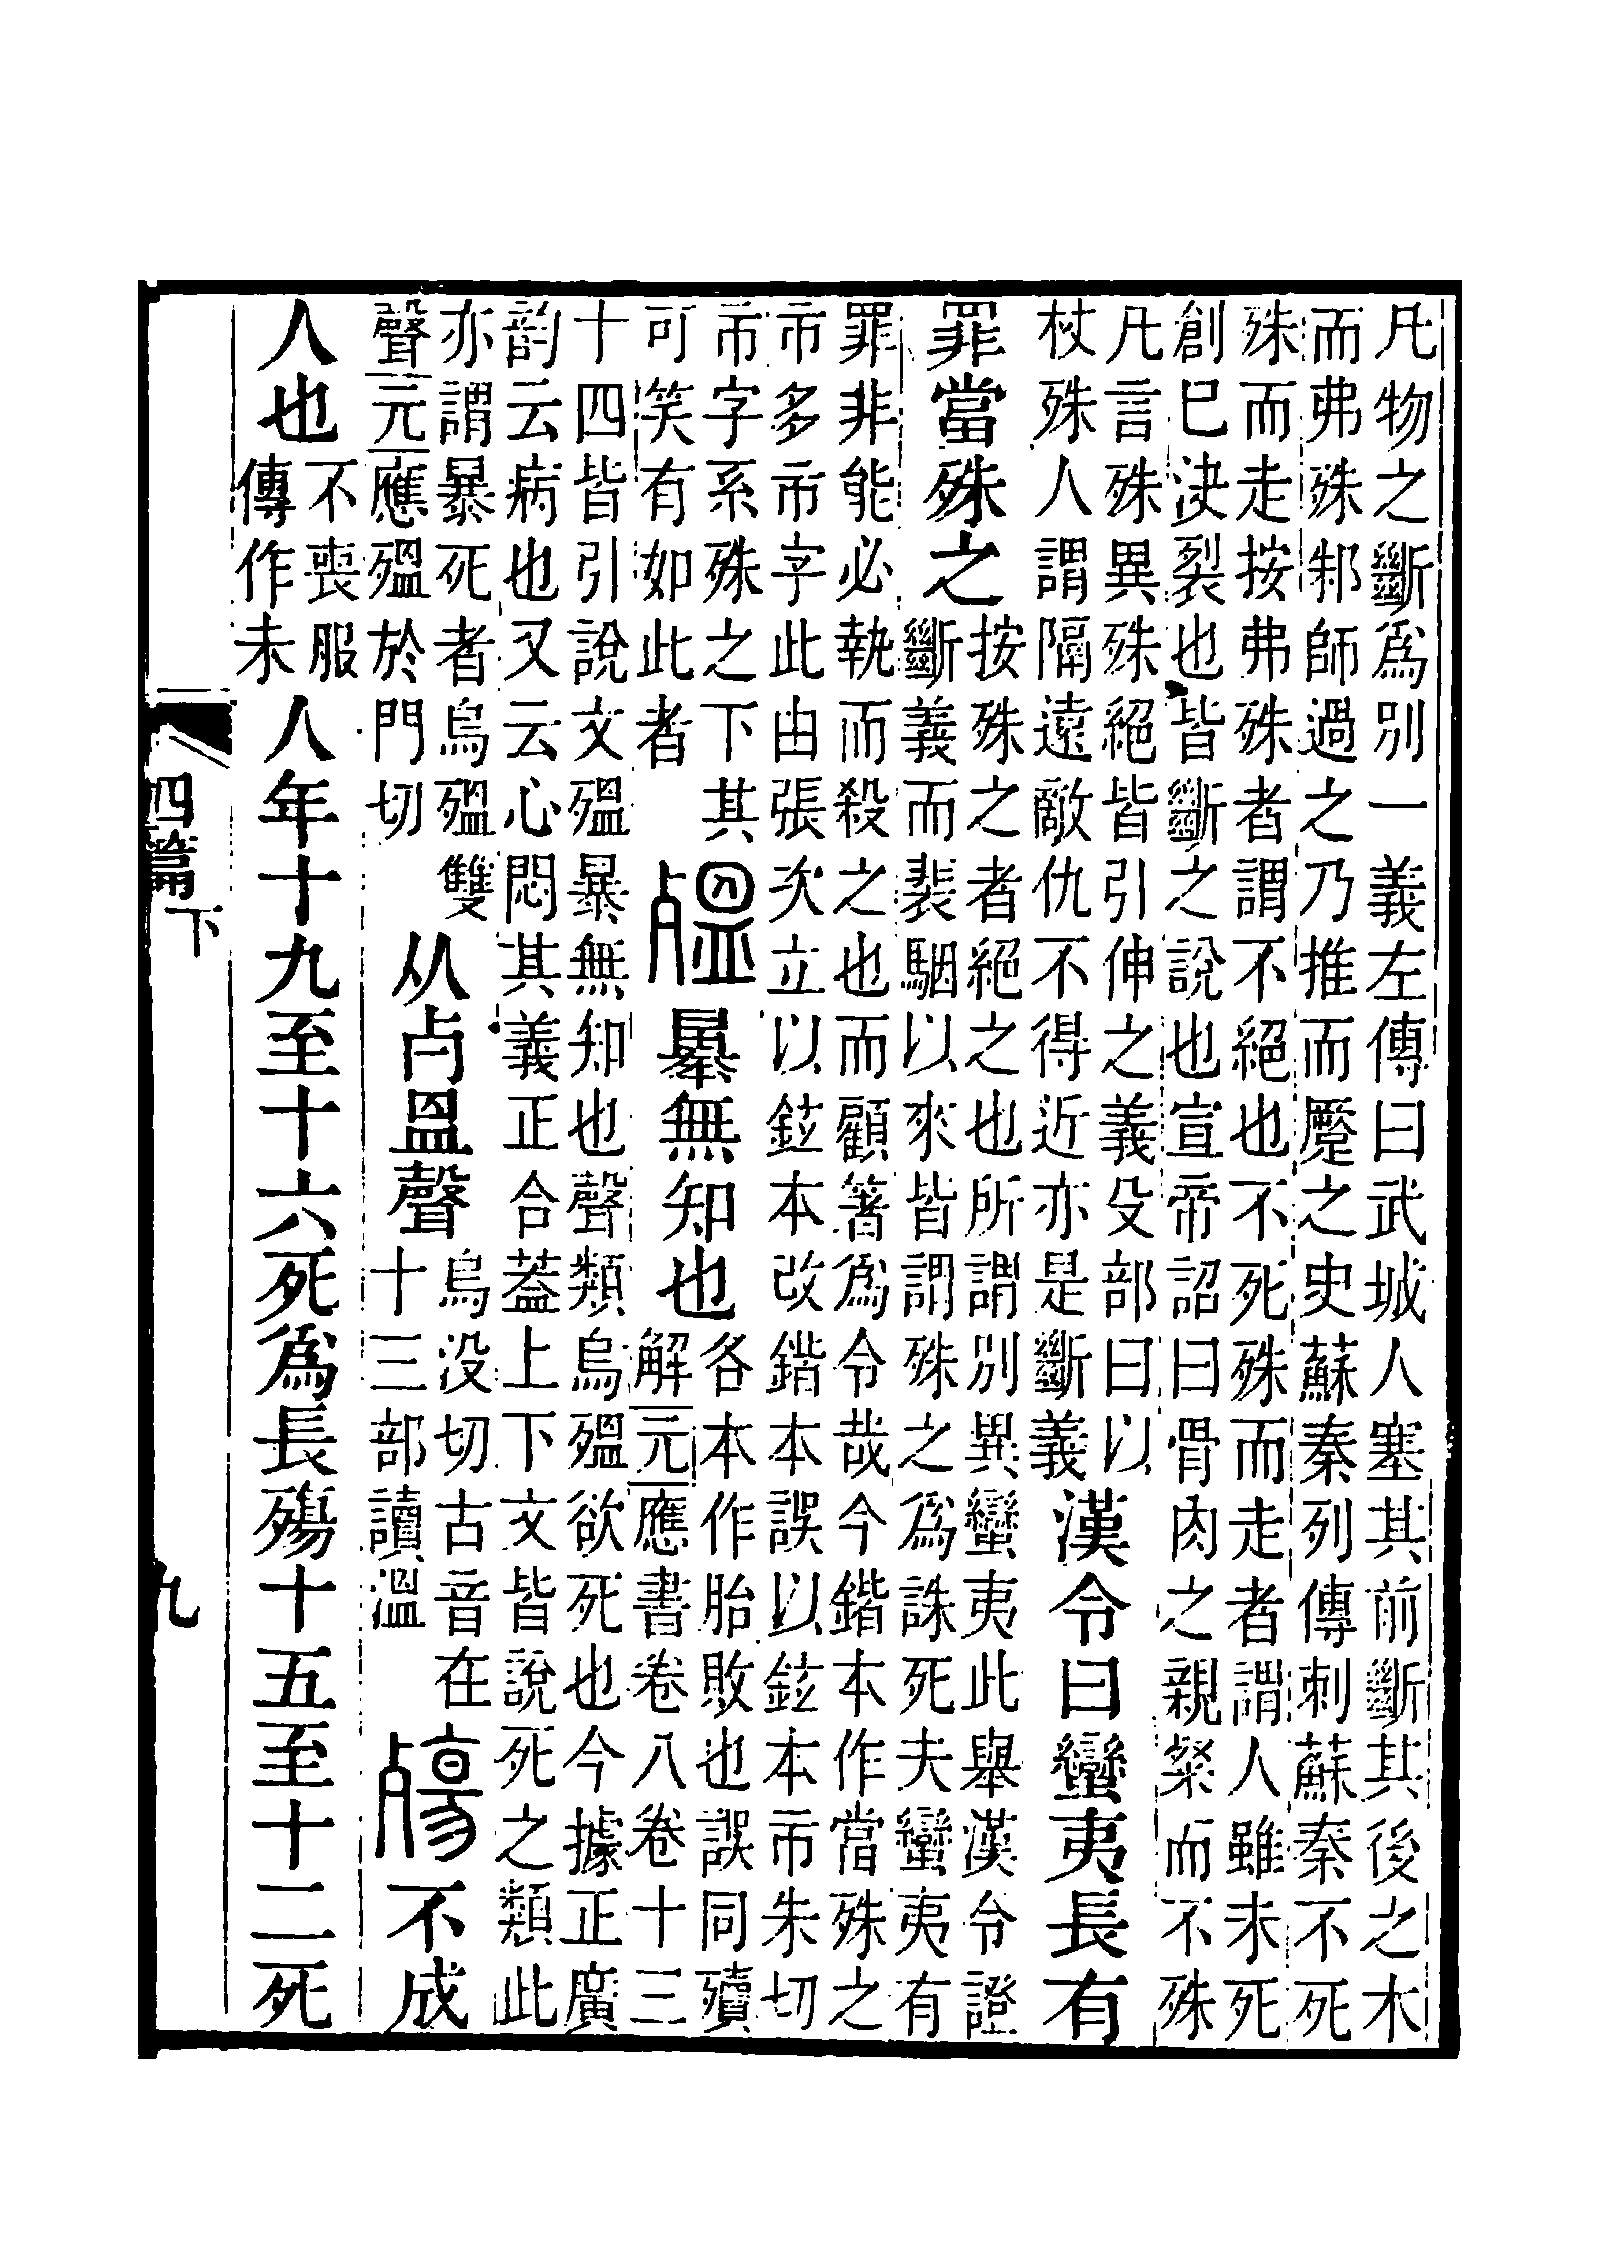 凡物之斷爲別一義左傳曰武城人塞其前斷其後之木
而弗殊邾師過之乃推而蹷之史蘇秦列傳刺蘇秦不死
殊而走按弗殊者謂不絕也不死殊而走者謂人雖未死
創巳決裂也皆斷之說也宣帝詔曰骨肉之親粲而不殊
凡言殊異殊絕皆引伸之義殳部曰以
杖殊人謂隔遠敵仇不得近亦是斷義
漢令曰蠻夷長有
罪當殊之
按殊之者絕之也所謂別異蠻夷此舉漢令證
斷義而裴駰以來皆謂殊之爲誅死夫蠻夷有
罪非能必執而殺之也而顧箸爲令哉今鍇本作當殊之
市多市字此由張次立以鉉本改鍇本誤以鉉本市朱切
市字系殊之下其
可笑有如此者
殟
暴無知也
各本作胎敗也誤同殰
解元應書卷八卷十三
十四皆引說文殟暴無知也聲類烏殟欲死也今據正廣
韵云病也又云心悶其義正合葢上下文皆說死之類此
亦謂暴死者烏殟雙
聲元應殟於門切
从歺𥁕聲
烏没切古音在
十三部讀溫
殤
不成
人也
不喪服
傳作未
人年十九至十六死爲長殤十五至十二死
四篇下
九